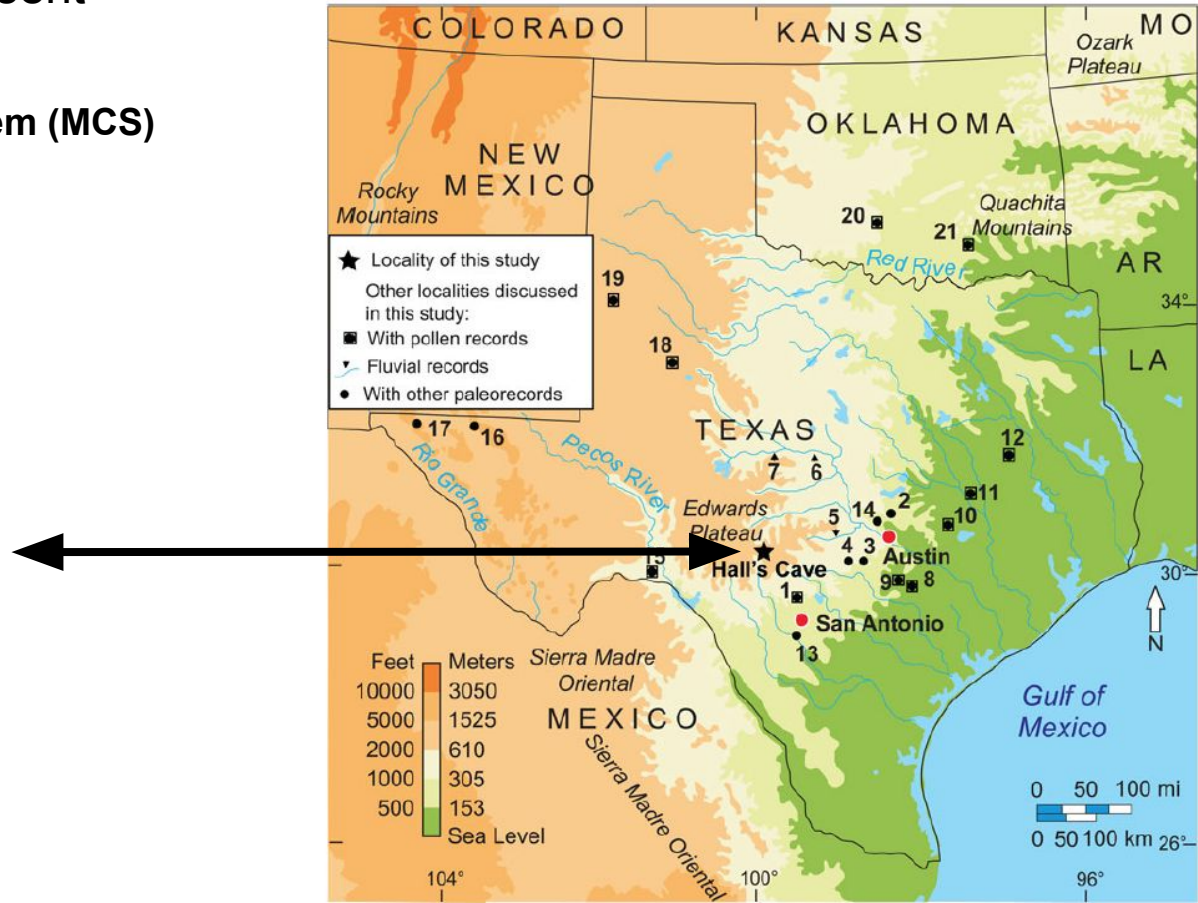 em (MCS)
COLORADO
KANSAS
MO
Ozark
Plateau
OKLAHOMA
NEW
MEXICO
Rocky
Mountains
Quachita
Mountains
20
21
Red River
AR
★ Locality of this study
Other localities discussed
in this study:
With pollen records
Fluvial records
With other paleorecords
19
34°
18
LA
TEXAS
17
16
12
Rio Grande
Pecos River
7
6
11
Edwards
Plateau
5
14
2
10
4
3
Austin
Hall's Cave
15
9
8
30°
1
San Antonio
13
N
Feet
Meters
10000
3050
5000
1525
2000
610
1000
305
500
153
Sea Level
Sierra Madre
Oriental
MEXICO
Sierra Madre Oriental
Gulf of
Mexico
0 50 100 mi
0 50 100 km
26°
104°
100°
96°